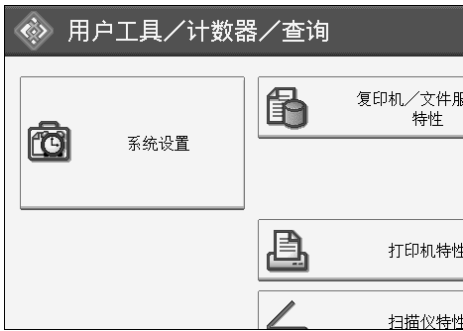 用户工具／计数器／查询
系统设置
复印机／文件服
特性
打印机特性
扫描仪特性